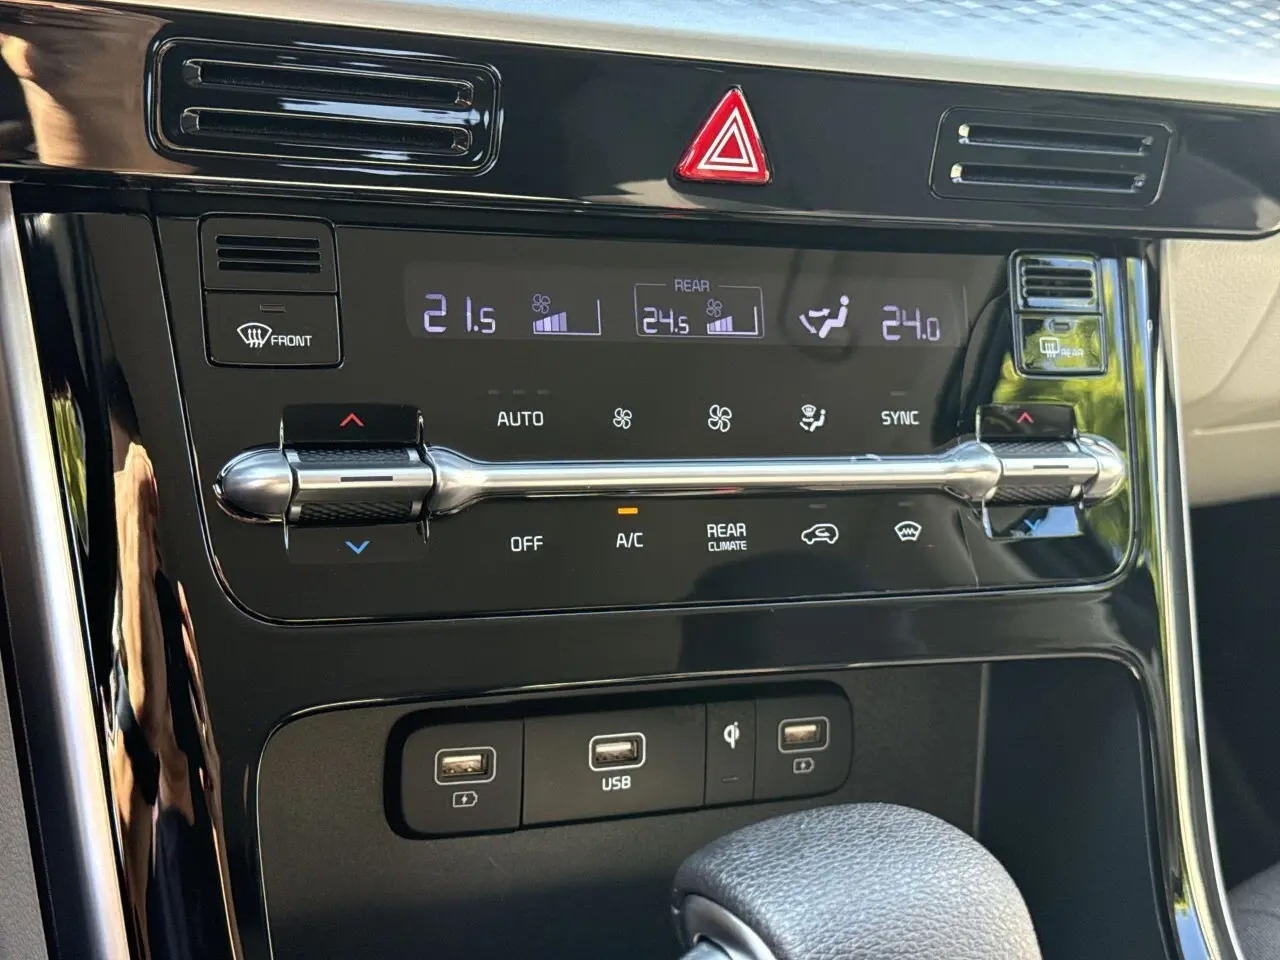 REAR
21.5
24.5
24.0
FRONT
REAR
AUTO
SYNC
OFF
A/C
REAR
CLIMATE
USB